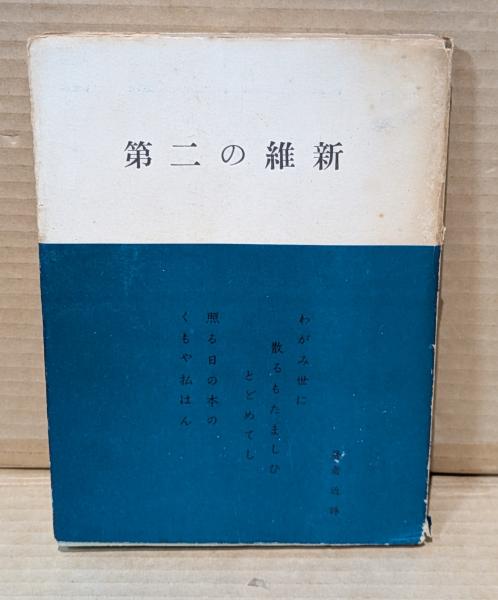 第二の維新
わがみ世に
散るもたましひ
とどめてし
照る日の本の
くもや払はん